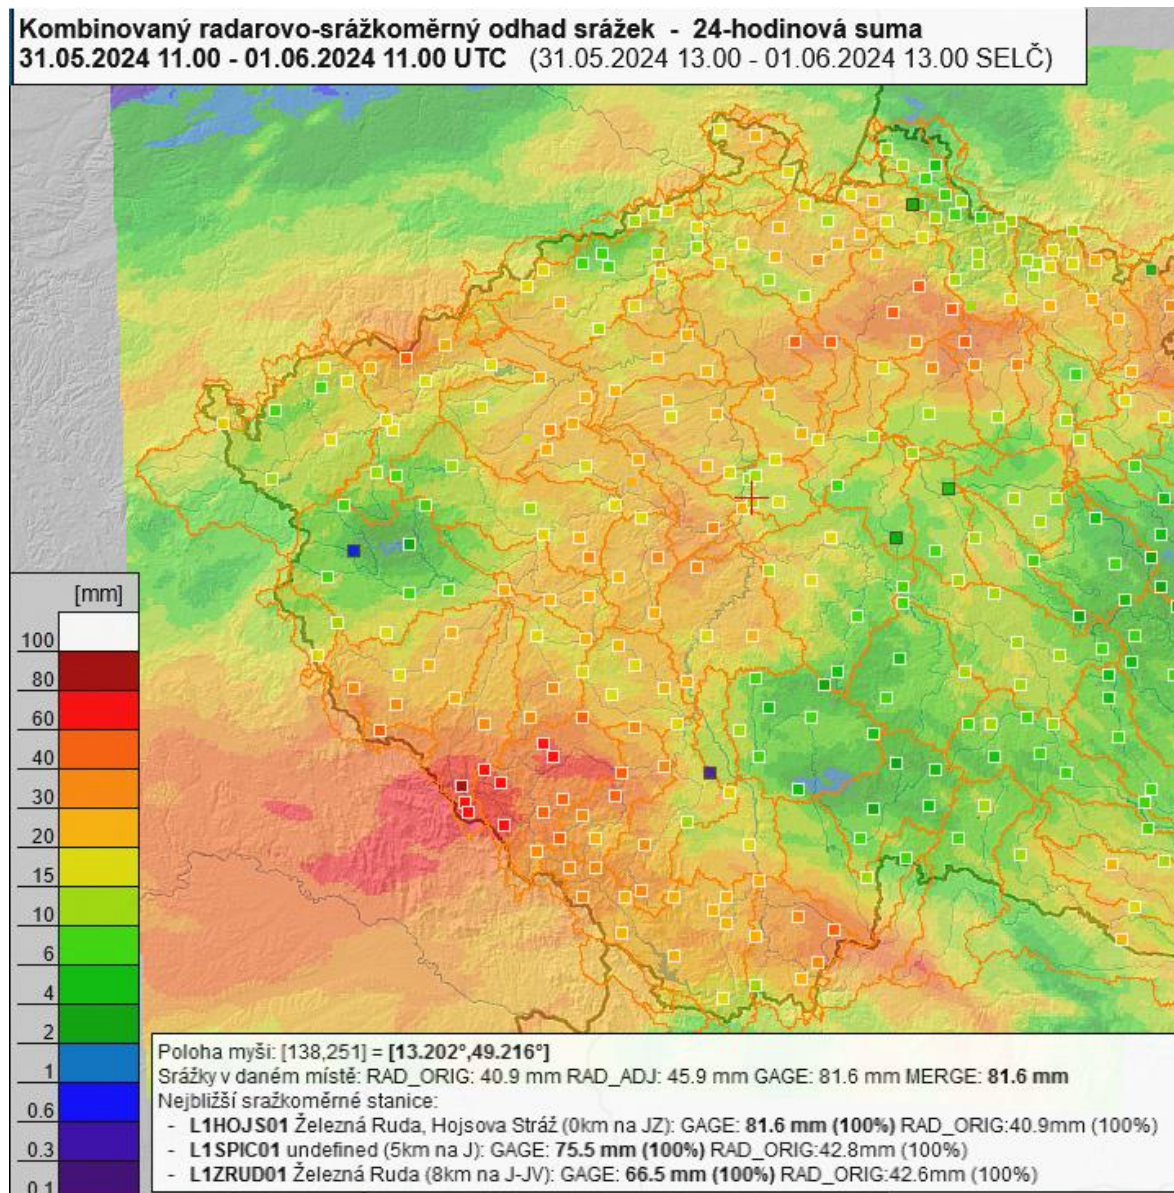 Kombinovaný radarovo-srážkoměrný odhad srážek - 24-hodinová suma
31.05.2024 11.00 - 01.06.2024 11.00 UTC (31.05.2024 13.00 - 01.06.2024 13.00 SELČ)
[mm]
100
80
60
40
30
20
15
10
6
4
2
1
0.6
0.3
0.1
Poloha myši: [138,251] = [13.202°,49.216°]
Srážky v daném místě: RAD_ORIG: 40.9 mm RAD_ADJ: 45.9 mm GAGE: 81.6 mm MERGE: 81.6 mm
Nejbližší sražkoměrné stanice:
- L1HOJS01 Železná Ruda, Hojsova Stráž (0km na JZ): GAGE: 81.6 mm (100%) RAD_ORIG:40.9mm (100%)
- L1SPIC01 undefined (5km na J): GAGE: 75.5 mm (100%) RAD_ORIG:42.8mm (100%)
- L1ZRUD01 Železná Ruda (8km na J-JV): GAGE: 66.5 mm (100%) RAD_ORIG:42.6mm (100%)